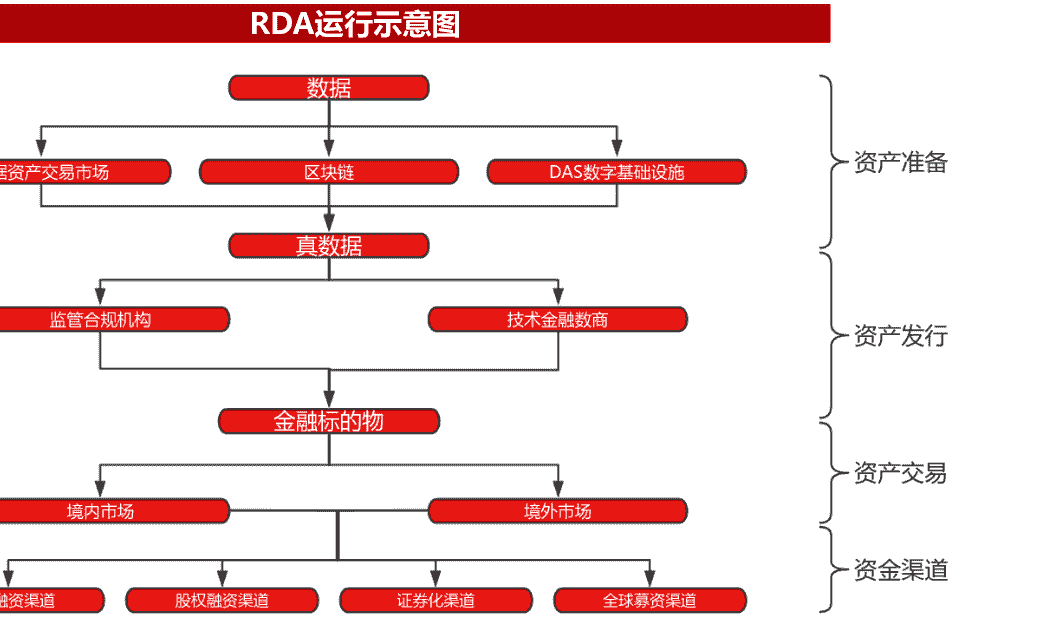 RDA运行示意图
数据
据资产交易市场
区块链
DAS数字基础设施
资产准备
真数据
监管合规机构
技术金融数商
资产发行
金融标的物
资产交易
境内市场
境外市场
资金渠道
融资渠道
股权融资渠道
证券化渠道
全球募资渠道